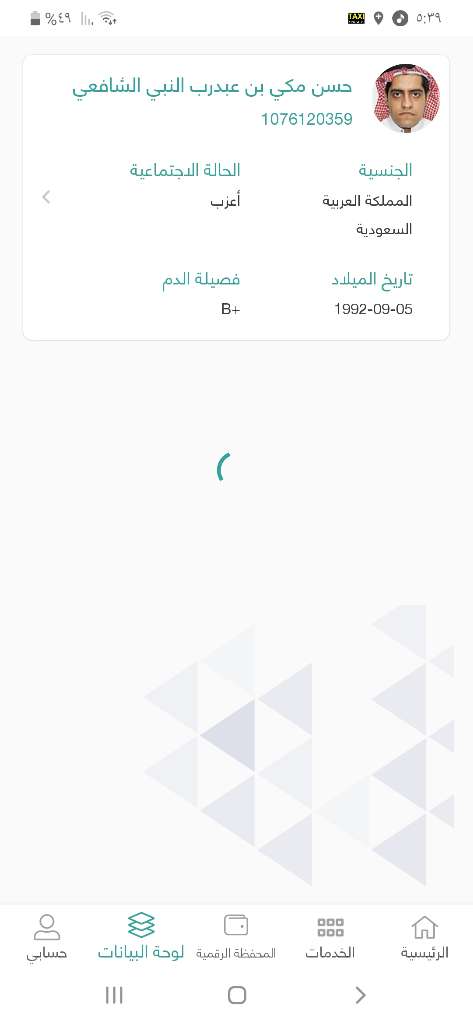 ٥:٣٩ TAXI %٤٩
حسن مكي بن عبدرب النبي الشافعي
1076120359
الجنسية
المملكة العربية
السعودية
الحالة الاجتماعية
أعزب
تاريخ الميلاد
1992-09-05
فصيلة الدم
B+
الرئيسية
الخدمات
المحفظة الرقمية
لوحة البيانات
حسابي